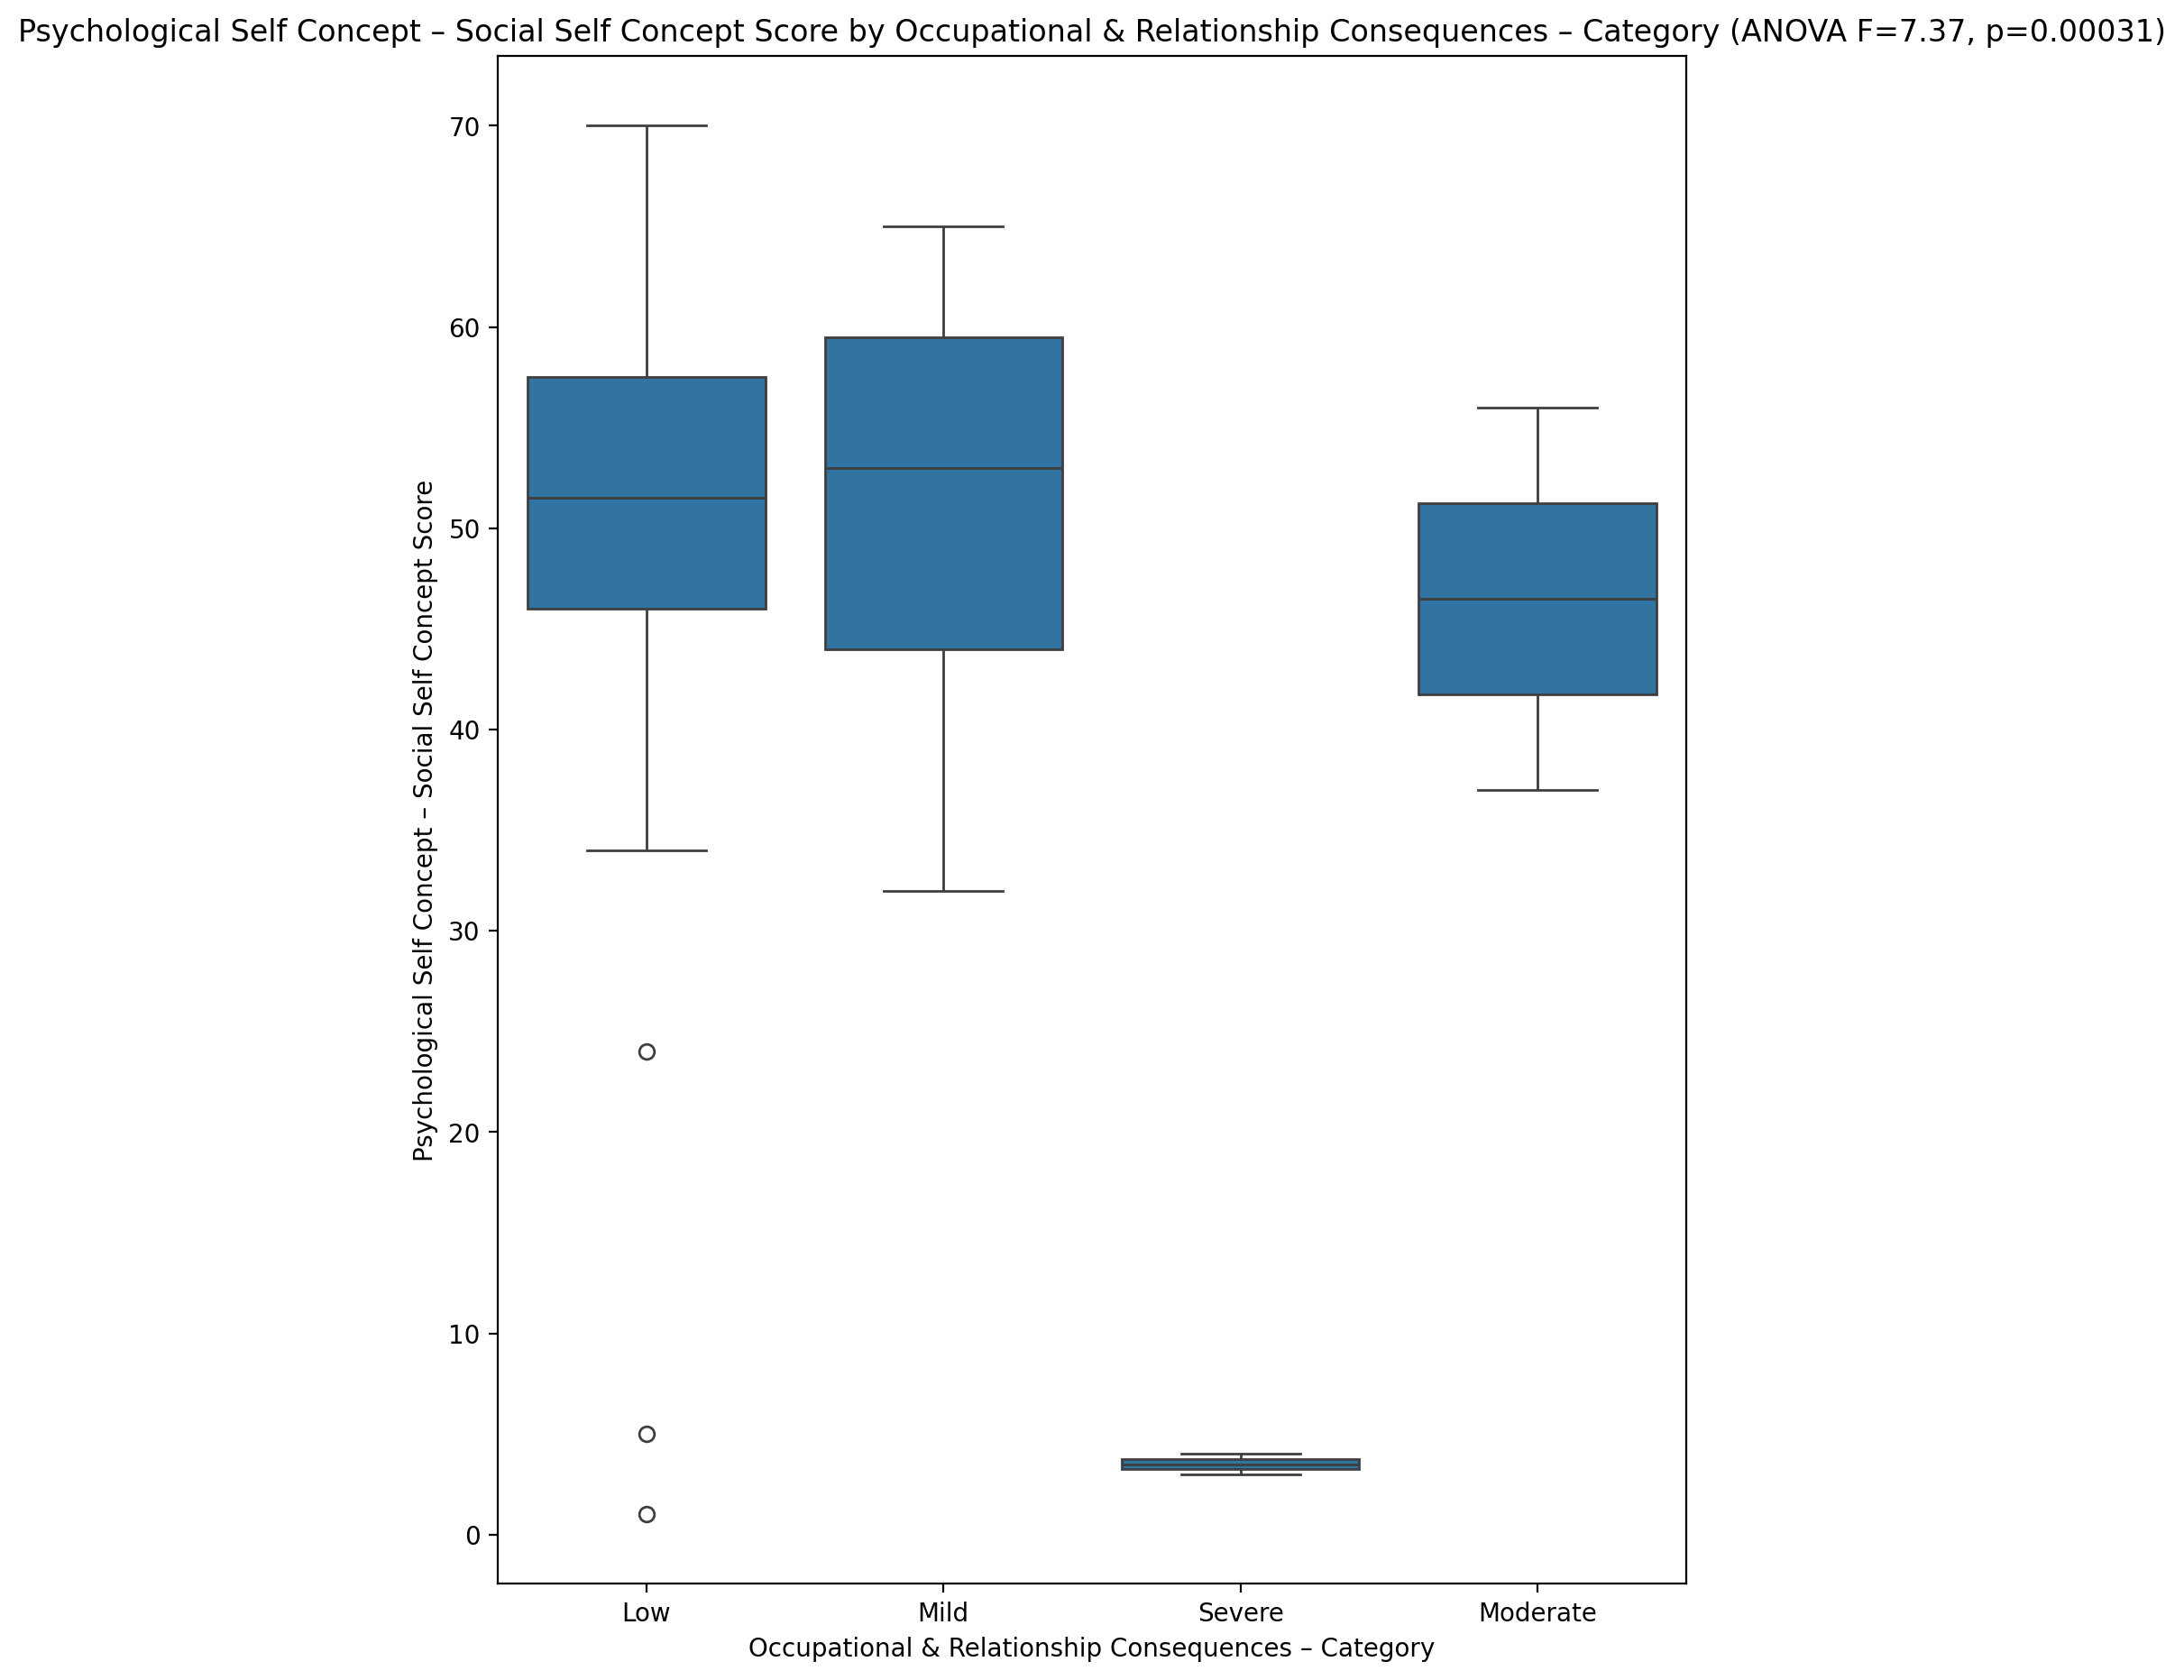 Psychological Self Concept – Social Self Concept Score by Occupational & Relationship Consequences – Category (ANOVA F=7.37, p=0.00031)
Psychological Self Concept – Social Self Concept Score
70
60
50
40
30
20
10
0
Low Mild Severe Moderate
Occupational & Relationship Consequences – Category